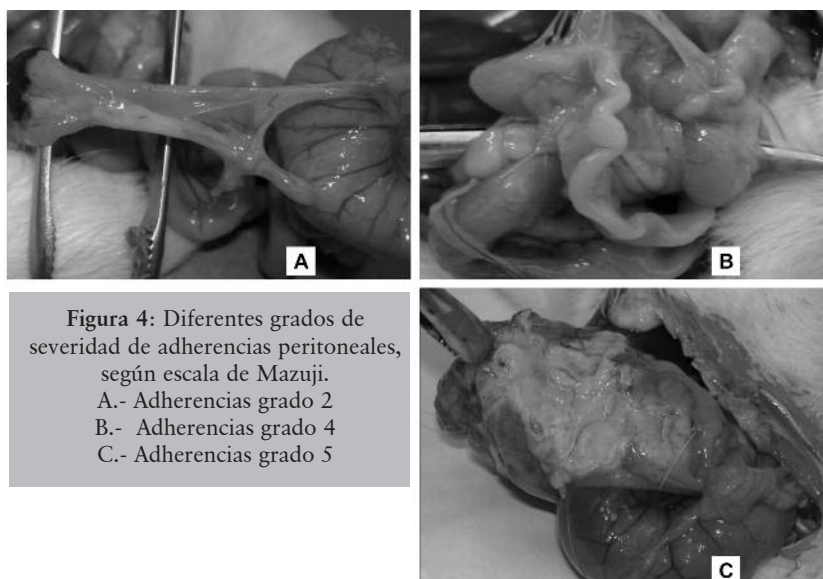 A
B
Figura 4: Diferentes grados de
severidad de adherencias peritoneales,
según escala de Mazuji.
A.- Adherencias grado 2
B.- Adherencias grado 4
C.- Adherencias grado 5
C